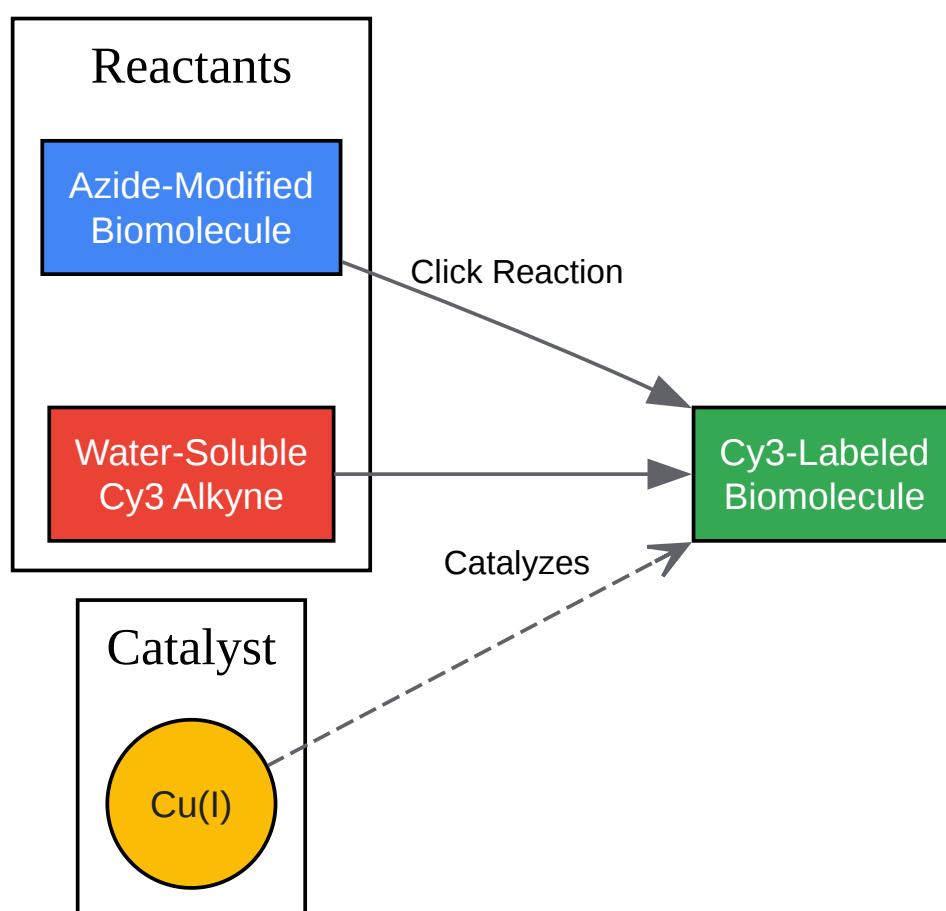 Reactants
Azide-Modified
Biomolecule
Click Reaction
Water-Soluble
Cy3 Alkyne
Cy3-Labeled
Biomolecule
Catalyzes
Catalyst
Cu(I)